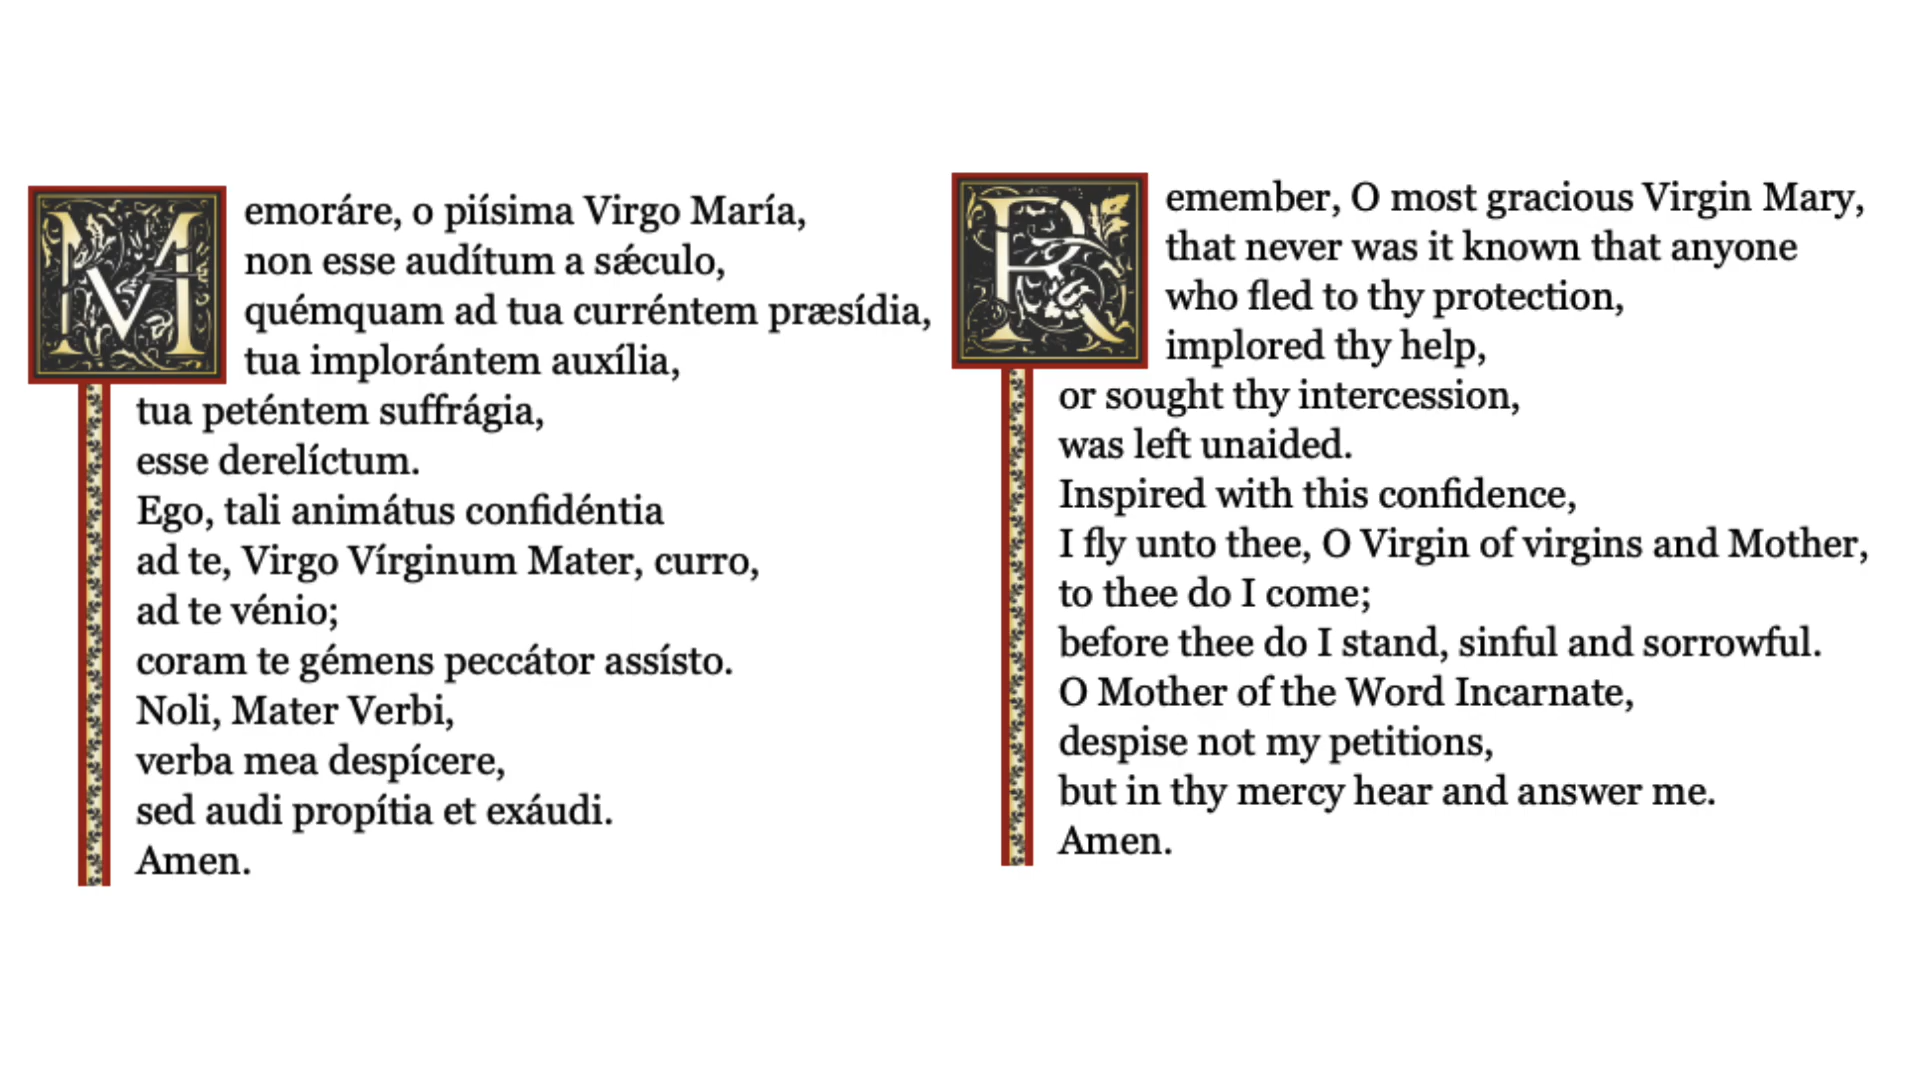 Memoráre, o piísima Virgo María,
non esse audítum a sǽculo,
quémquam ad tua curréntem præsídia,
tua implorántem auxília,
tua peténtem suffrágia,
esse derelíctum.
Ego, tali animátus confidéntia
ad te, Virgo Vírginum Mater, curro,
ad te vénio;
coram te gémens peccátor assísto.
Noli, Mater Verbi,
verba mea despícere,
sed audi propítia et exáudi.
Amen.
Remember, O most gracious Virgin Mary,
that never was it known that anyone
who fled to thy protection,
implored thy help,
or sought thy intercession,
was left unaided.
Inspired with this confidence,
I fly unto thee, O Virgin of virgins and Mother,
to thee do I come;
before thee do I stand, sinful and sorrowful.
O Mother of the Word Incarnate,
despise not my petitions,
but in thy mercy hear and answer me.
Amen.